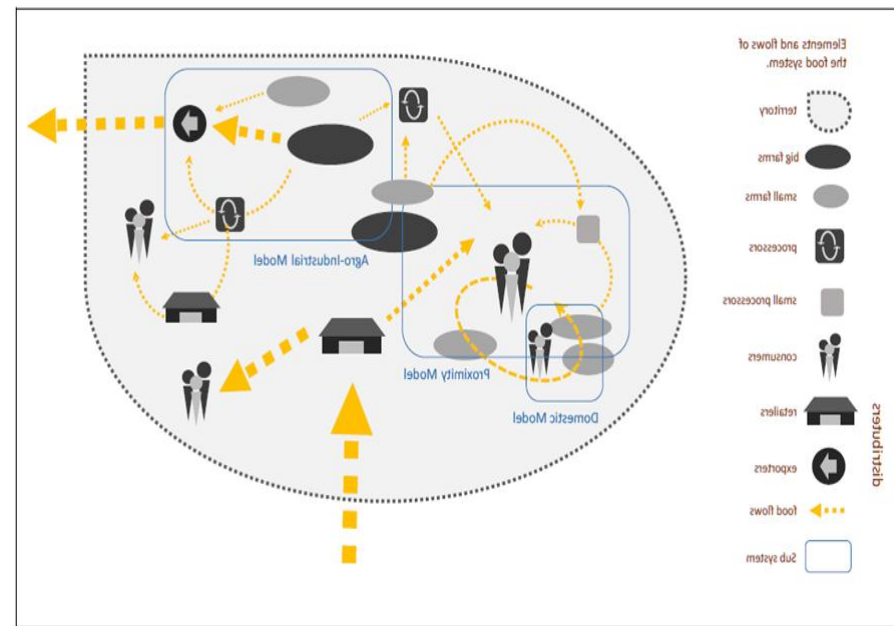 Elements and flows of
the food system.
territory
big farms
small farms
processors
small processors
consumers
retailers
distributers
exporters
food flows
Sub system
Agro-Industrial Model
Proximity Model
Domestic Model